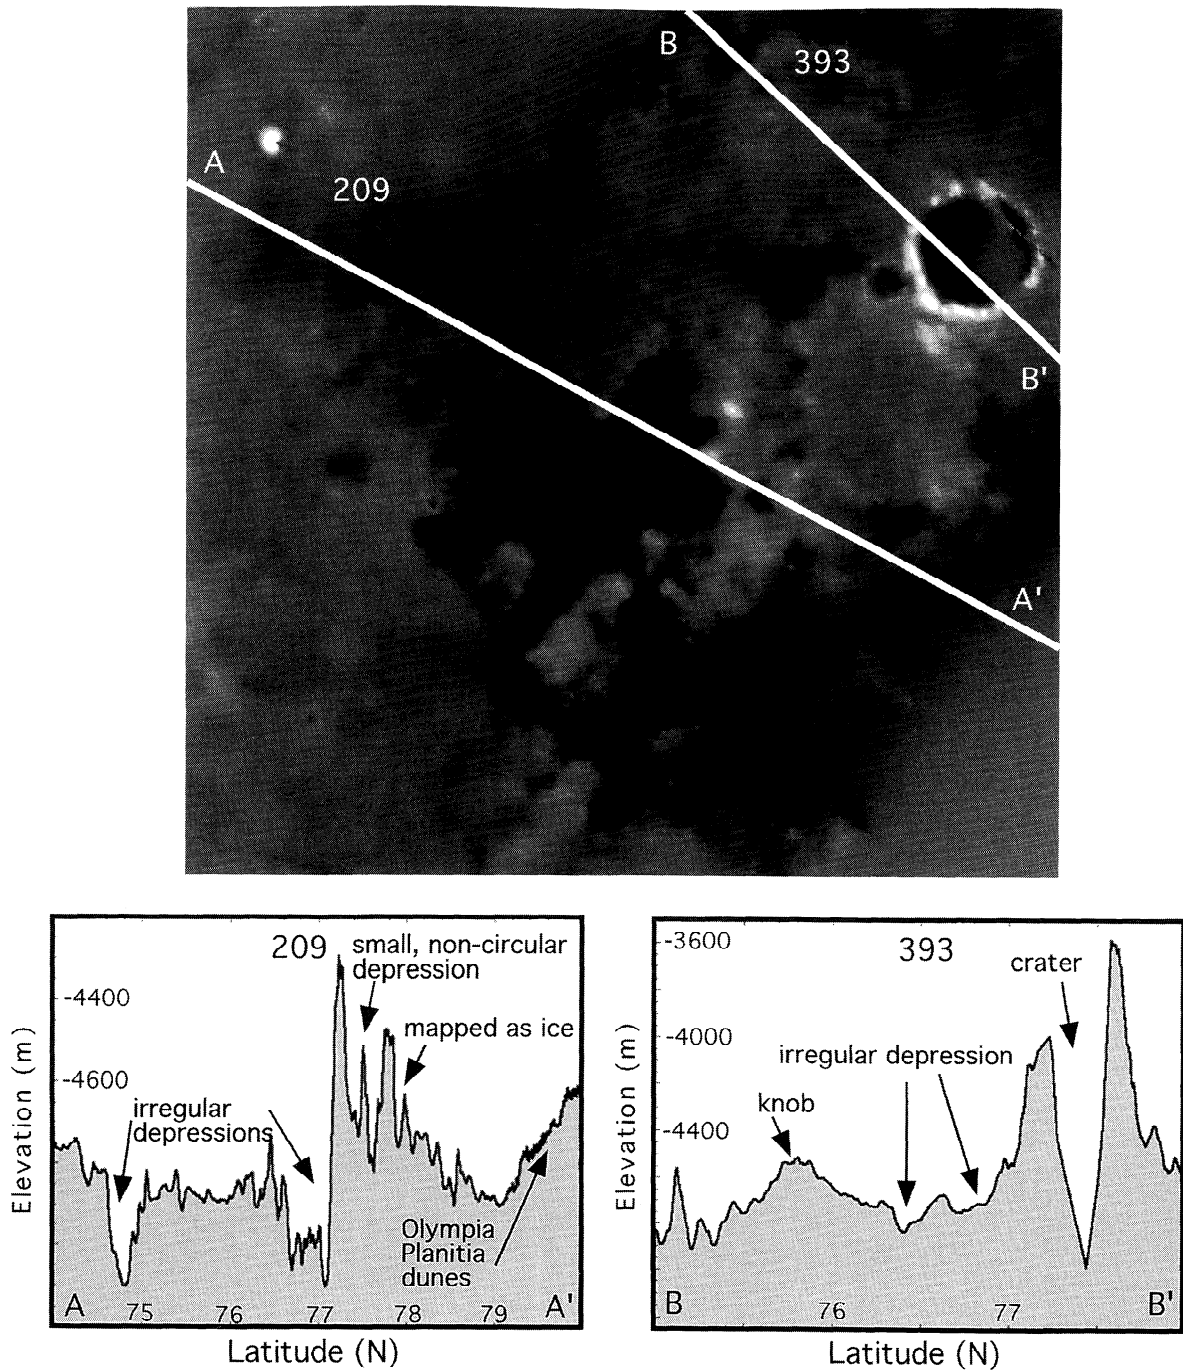 B
393
A
209
B'
A'
209
small, non-circular
depression
-4400
mapped as ice
-4600
irregular
depressions
Olympia
Planitia
dunes
A
75
76
77
78
79
A'
Elevation (m)
Latitude (N)
-3600
393
crater
-4000
irregular depression
knob
-4400
B
76
77
B'
Elevation (m)
Latitude (N)